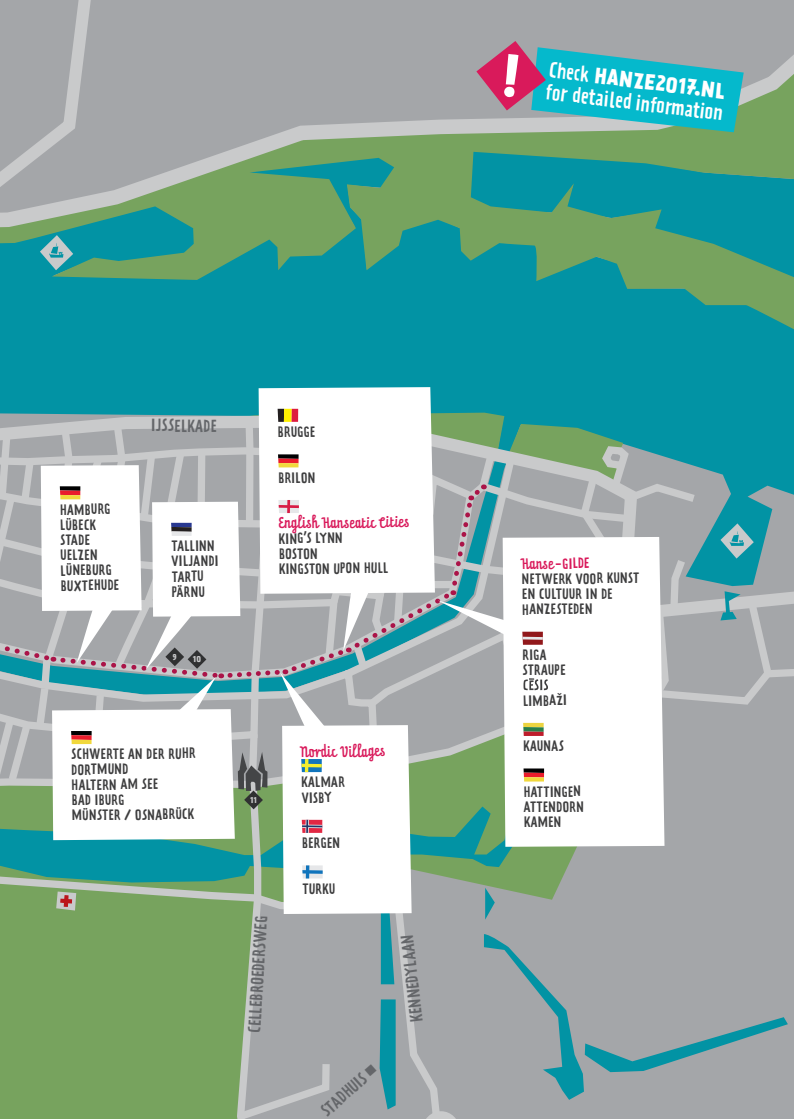 Check HANZE2017.NL
for detailed information
IJSSELKADE
BRUGGE
BRILON
English Hanseatic Cities
KING'S LYNN
BOSTON
KINGSTON UPON HULL
HAMBURG
LÜBECK
STADE
UELZEN
LÜNEBURG
BUXTEHUDE
TALLINN
VILJANDI
TARTU
PÄRNU
Hanse-GILDE
NETWERK VOOR KUNST
EN CULTUUR IN DE
HANZESTEDEN
RIGA
STRAUPE
CĒSIS
LIMBAŽI
KAUNAS
HATTINGEN
ATTENDORN
KAMEN
9
10
SCHWERTE AN DER RUHR
DORTMUND
HALTERN AM SEE
BAD IBURG
MÜNSTER / OSNABRÜCK
11
Nordic Villages
KALMAR
VISBY
BERGEN
TURKU
CELLEBROEDERSWEG
KENNEDYLAAN
STADHUIS